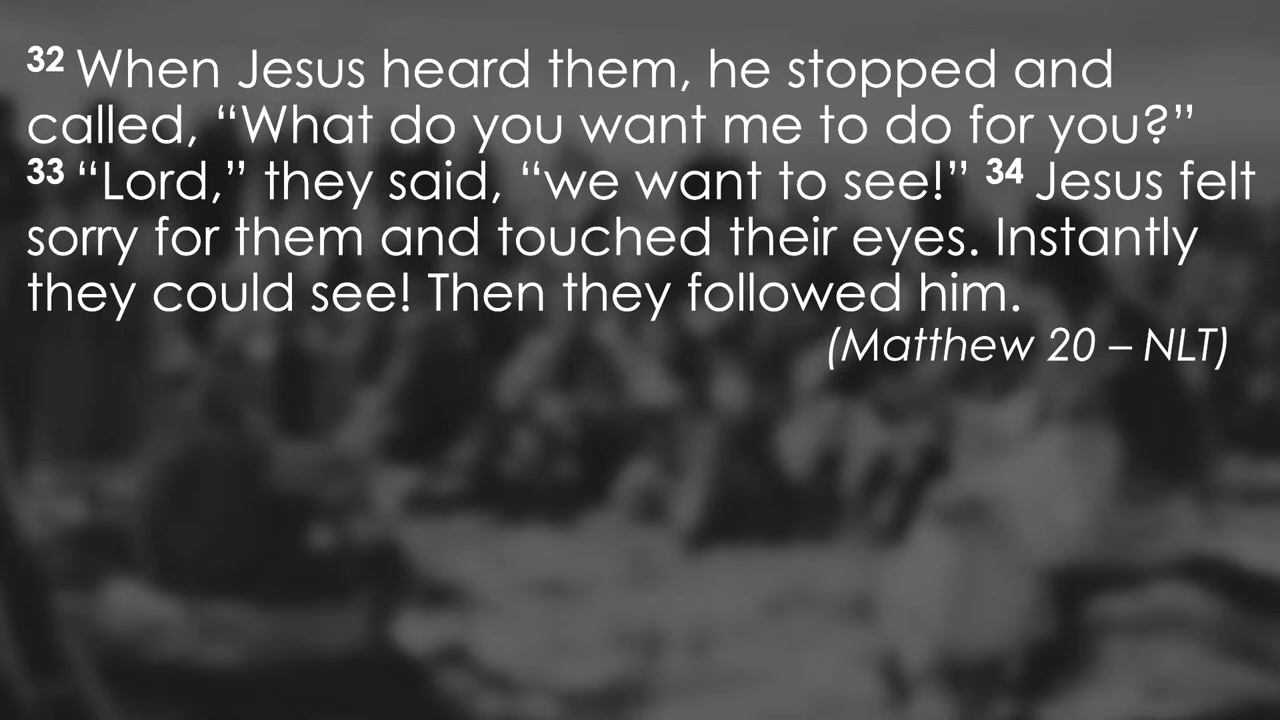 32 When Jesus heard them, he stopped and
called, “What do you want me to do for you?”
33 “Lord,” they said, “we want to see!” 34 Jesus felt
sorry for them and touched their eyes. Instantly
they could see! Then they followed him.
(Matthew 20 – NLT)